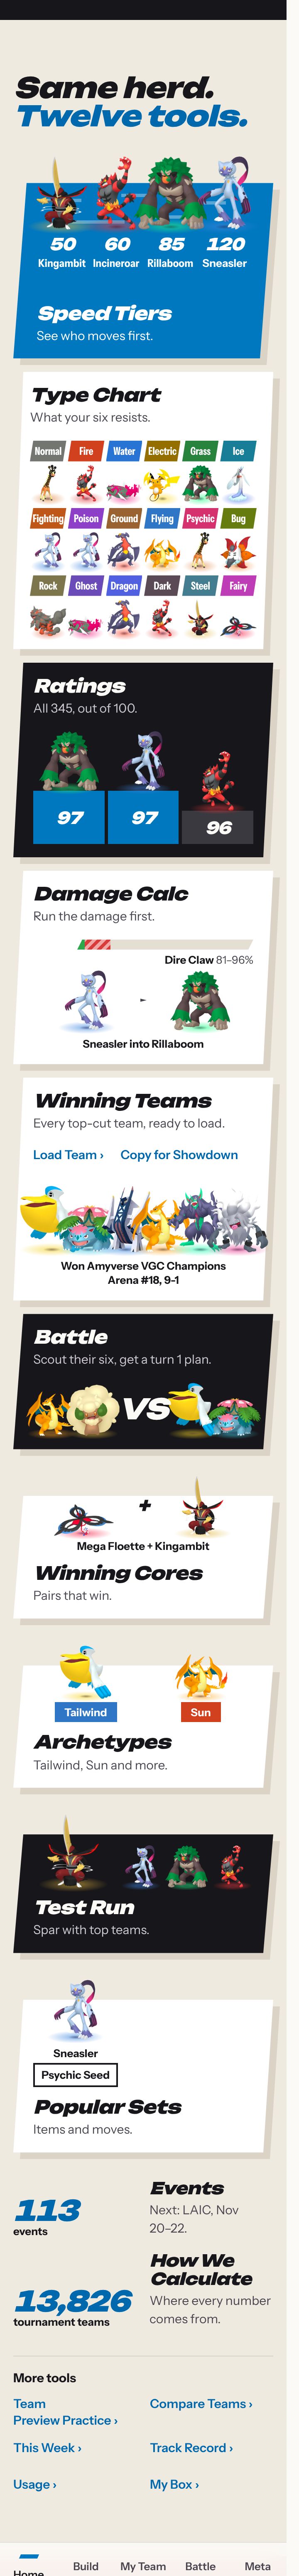 Same herd.
Twelve tools.
50 60 85 120
Kingambit Incineroar Rillaboom Sneasler
Speed Tiers
See who moves first.
Type Chart
What your six resists.
Normal Fire Water Electric Grass Ice
Fighting Poison Ground Flying Psychic Bug
Rock Ghost Dragon Dark Steel Fairy
Ratings
All 345, out of 100.
97 97 96
Damage Calc
Run the damage first.
Dire Claw 81–96%
Sneasler into Rillaboom
Winning Teams
Every top-cut team, ready to load.
Load Team › Copy for Showdown
Won Amyverse VGC Champions
Arena #18, 9-1
Battle
Scout their six, get a turn 1 plan.
VS
+
Mega Floette + Kingambit
Winning Cores
Pairs that win.
Tailwind Sun
Archetypes
Tailwind, Sun and more.
Test Run
Spar with top teams.
Sneasler
Psychic Seed
Popular Sets
Items and moves.
113
events
Events
Next: LAIC, Nov
20–22.
13,826
tournament teams
How We
Calculate
Where every number
comes from.
More tools
Team
Preview Practice ›
Compare Teams ›
This Week › Track Record ›
Usage › My Box ›
Home Build My Team Battle Meta